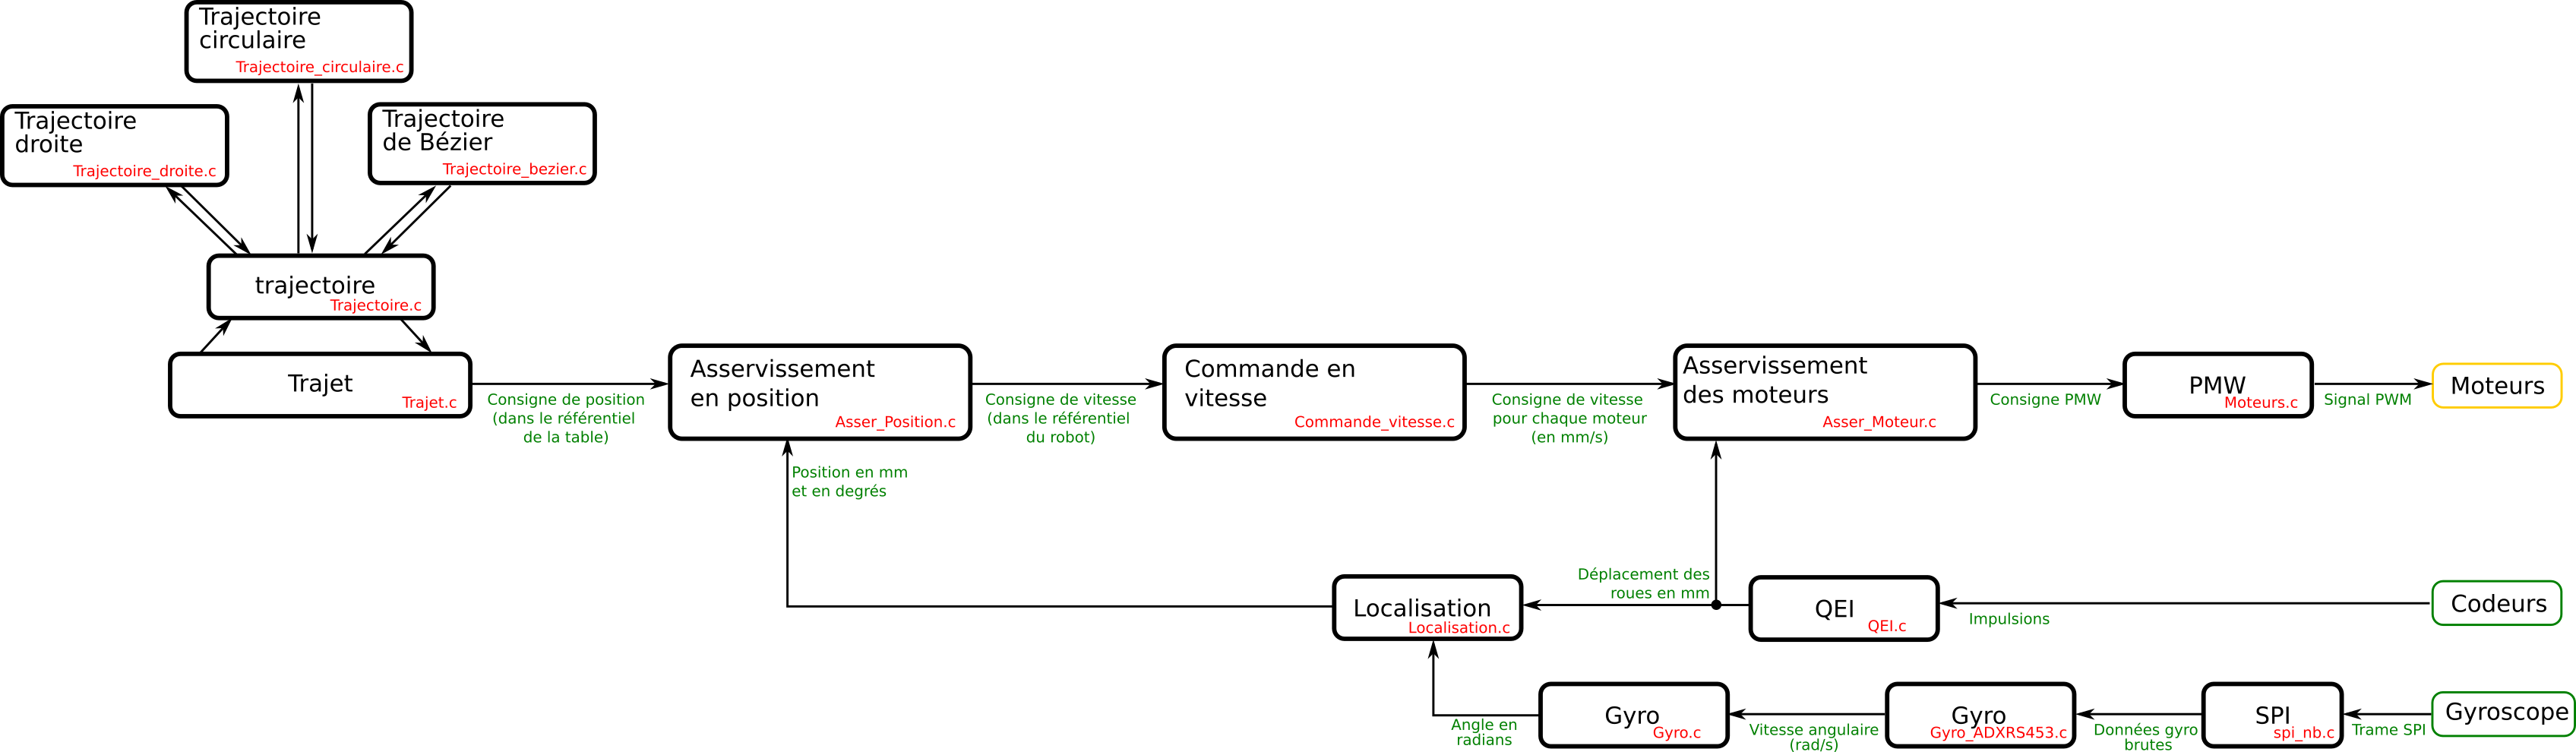 Trajectoire
circulaire
Trajectoire_circulaire.c
Trajectoire
droite
Trajectoire_droite.c
Trajectoire
de Bézier
Trajectoire_bezier.c
trajectoire
Trajectoire.c
Trajet
Trajet.c
Consigne de position
(dans le référentiel
de la table)
Asservissement
en position
Asser_Position.c
Consigne de vitesse
(dans le référentiel
du robot)
Commande en
vitesse
Commande_vitesse.c
Consigne de vitesse
pour chaque moteur
(en mm/s)
Asservissement
des moteurs
Asser_Moteur.c
Consigne PMW
PMW
Moteurs.c
Signal PWM
Moteurs
Position en mm
et en degrés
Localisation
Localisation.c
Déplacement des
roues en mm
QEI
QEI.c
Impulsions
Codeurs
Angle en
radians
Gyro
Gyro.c
Vitesse angulaire
(rad/s)
Gyro
Gyro_ADXRS453.c
Données gyro
brutes
SPI
spi_nb.c
Trame SPI
Gyroscope